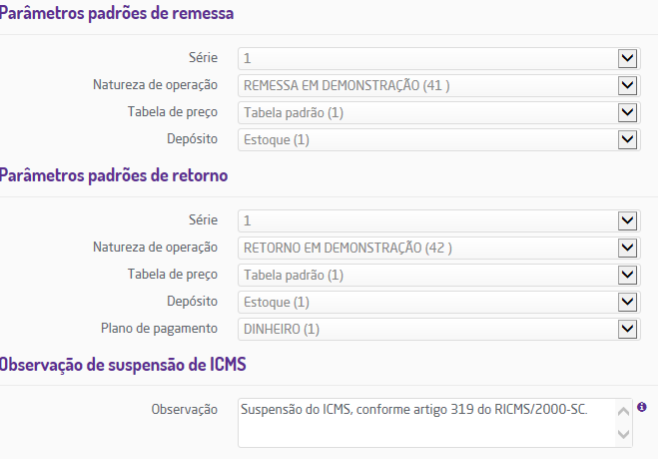 Parâmetros padrões de remessa
Série 1
Natureza de operação REMESSA EM DEMONSTRAÇÃO (41 )
Tabela de preço Tabela padrão (1)
Depósito Estoque (1)
Parâmetros padrões de retorno
Série 1
Natureza de operação RETORNO EM DEMONSTRAÇÃO (42 )
Tabela de preço Tabela padrão (1)
Depósito Estoque (1)
Plano de pagamento DINHEIRO (1)
Observação de suspensão de ICMS
Observação Suspensão do ICMS, conforme artigo 319 do RICMS/2000-SC.